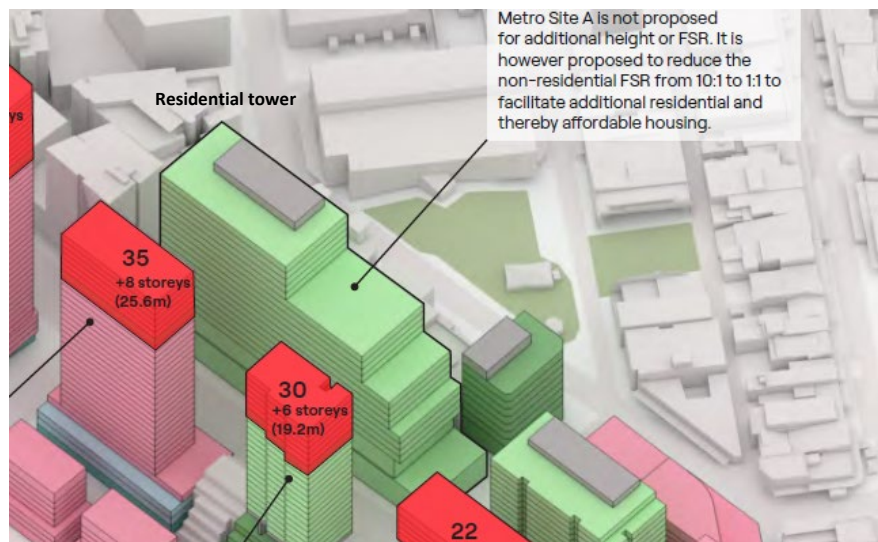 Metro Site A is not proposed
for additional height or FSR. It is
however proposed to reduce the
non-residential FSR from 10:1 to 1:1 to
facilitate additional residential and
thereby affordable housing.
Residential tower
ys
35
+8 storeys
(25.6m)
30
+6 storeys
(19.2m)
22